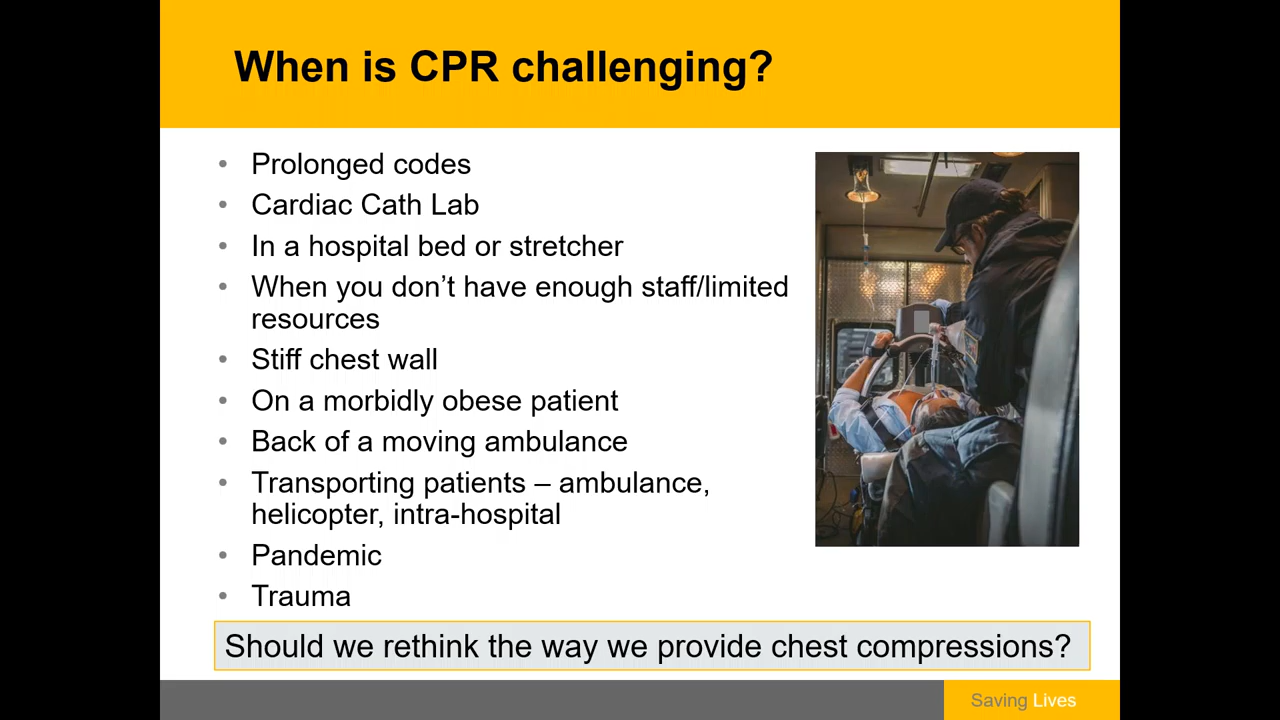 When is CPR challenging?
• Prolonged codes
• Cardiac Cath Lab
• In a hospital bed or stretcher
• When you don’t have enough staff/limited
resources
• Stiff chest wall
• On a morbidly obese patient
• Back of a moving ambulance
• Transporting patients – ambulance,
helicopter, intra-hospital
• Pandemic
• Trauma
Should we rethink the way we provide chest compressions?
Saving Lives